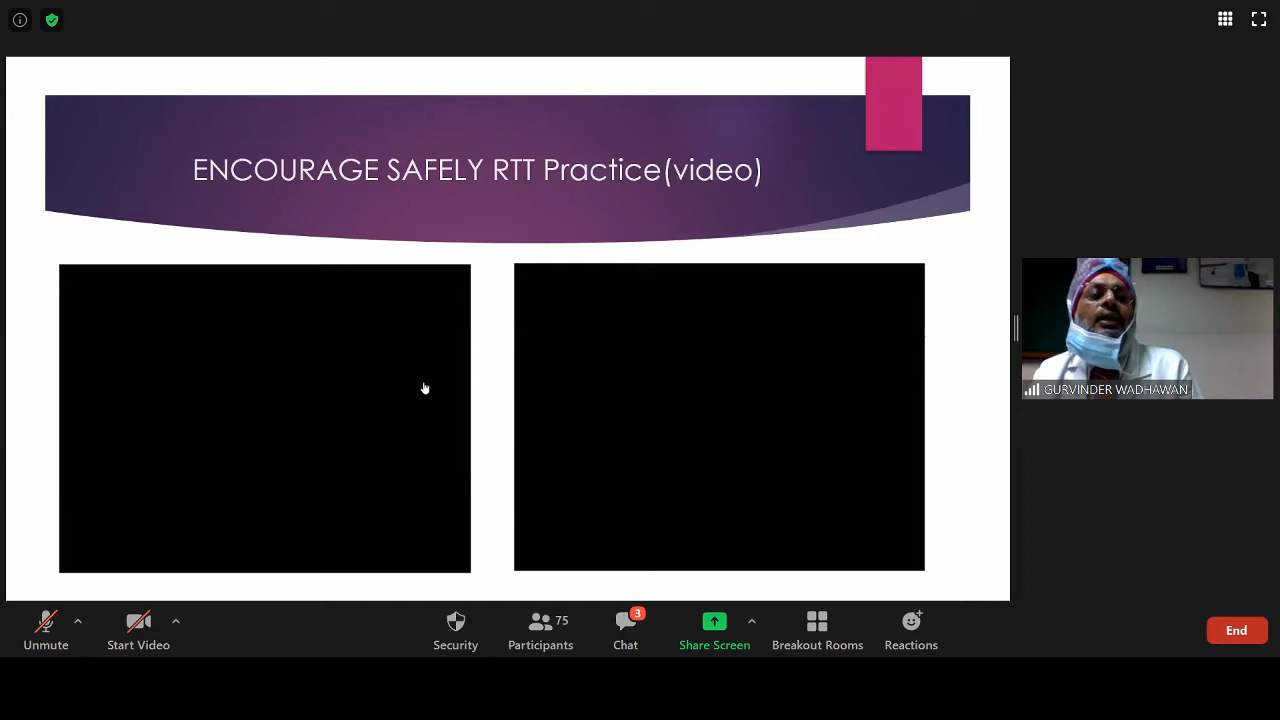 ENCOURAGE SAFELY RTT Practice(video)
GURVINDER WADHAWAN
Unmute
Start Video
Security
75
Participants
3
Chat
Share Screen
Breakout Rooms
Reactions
End